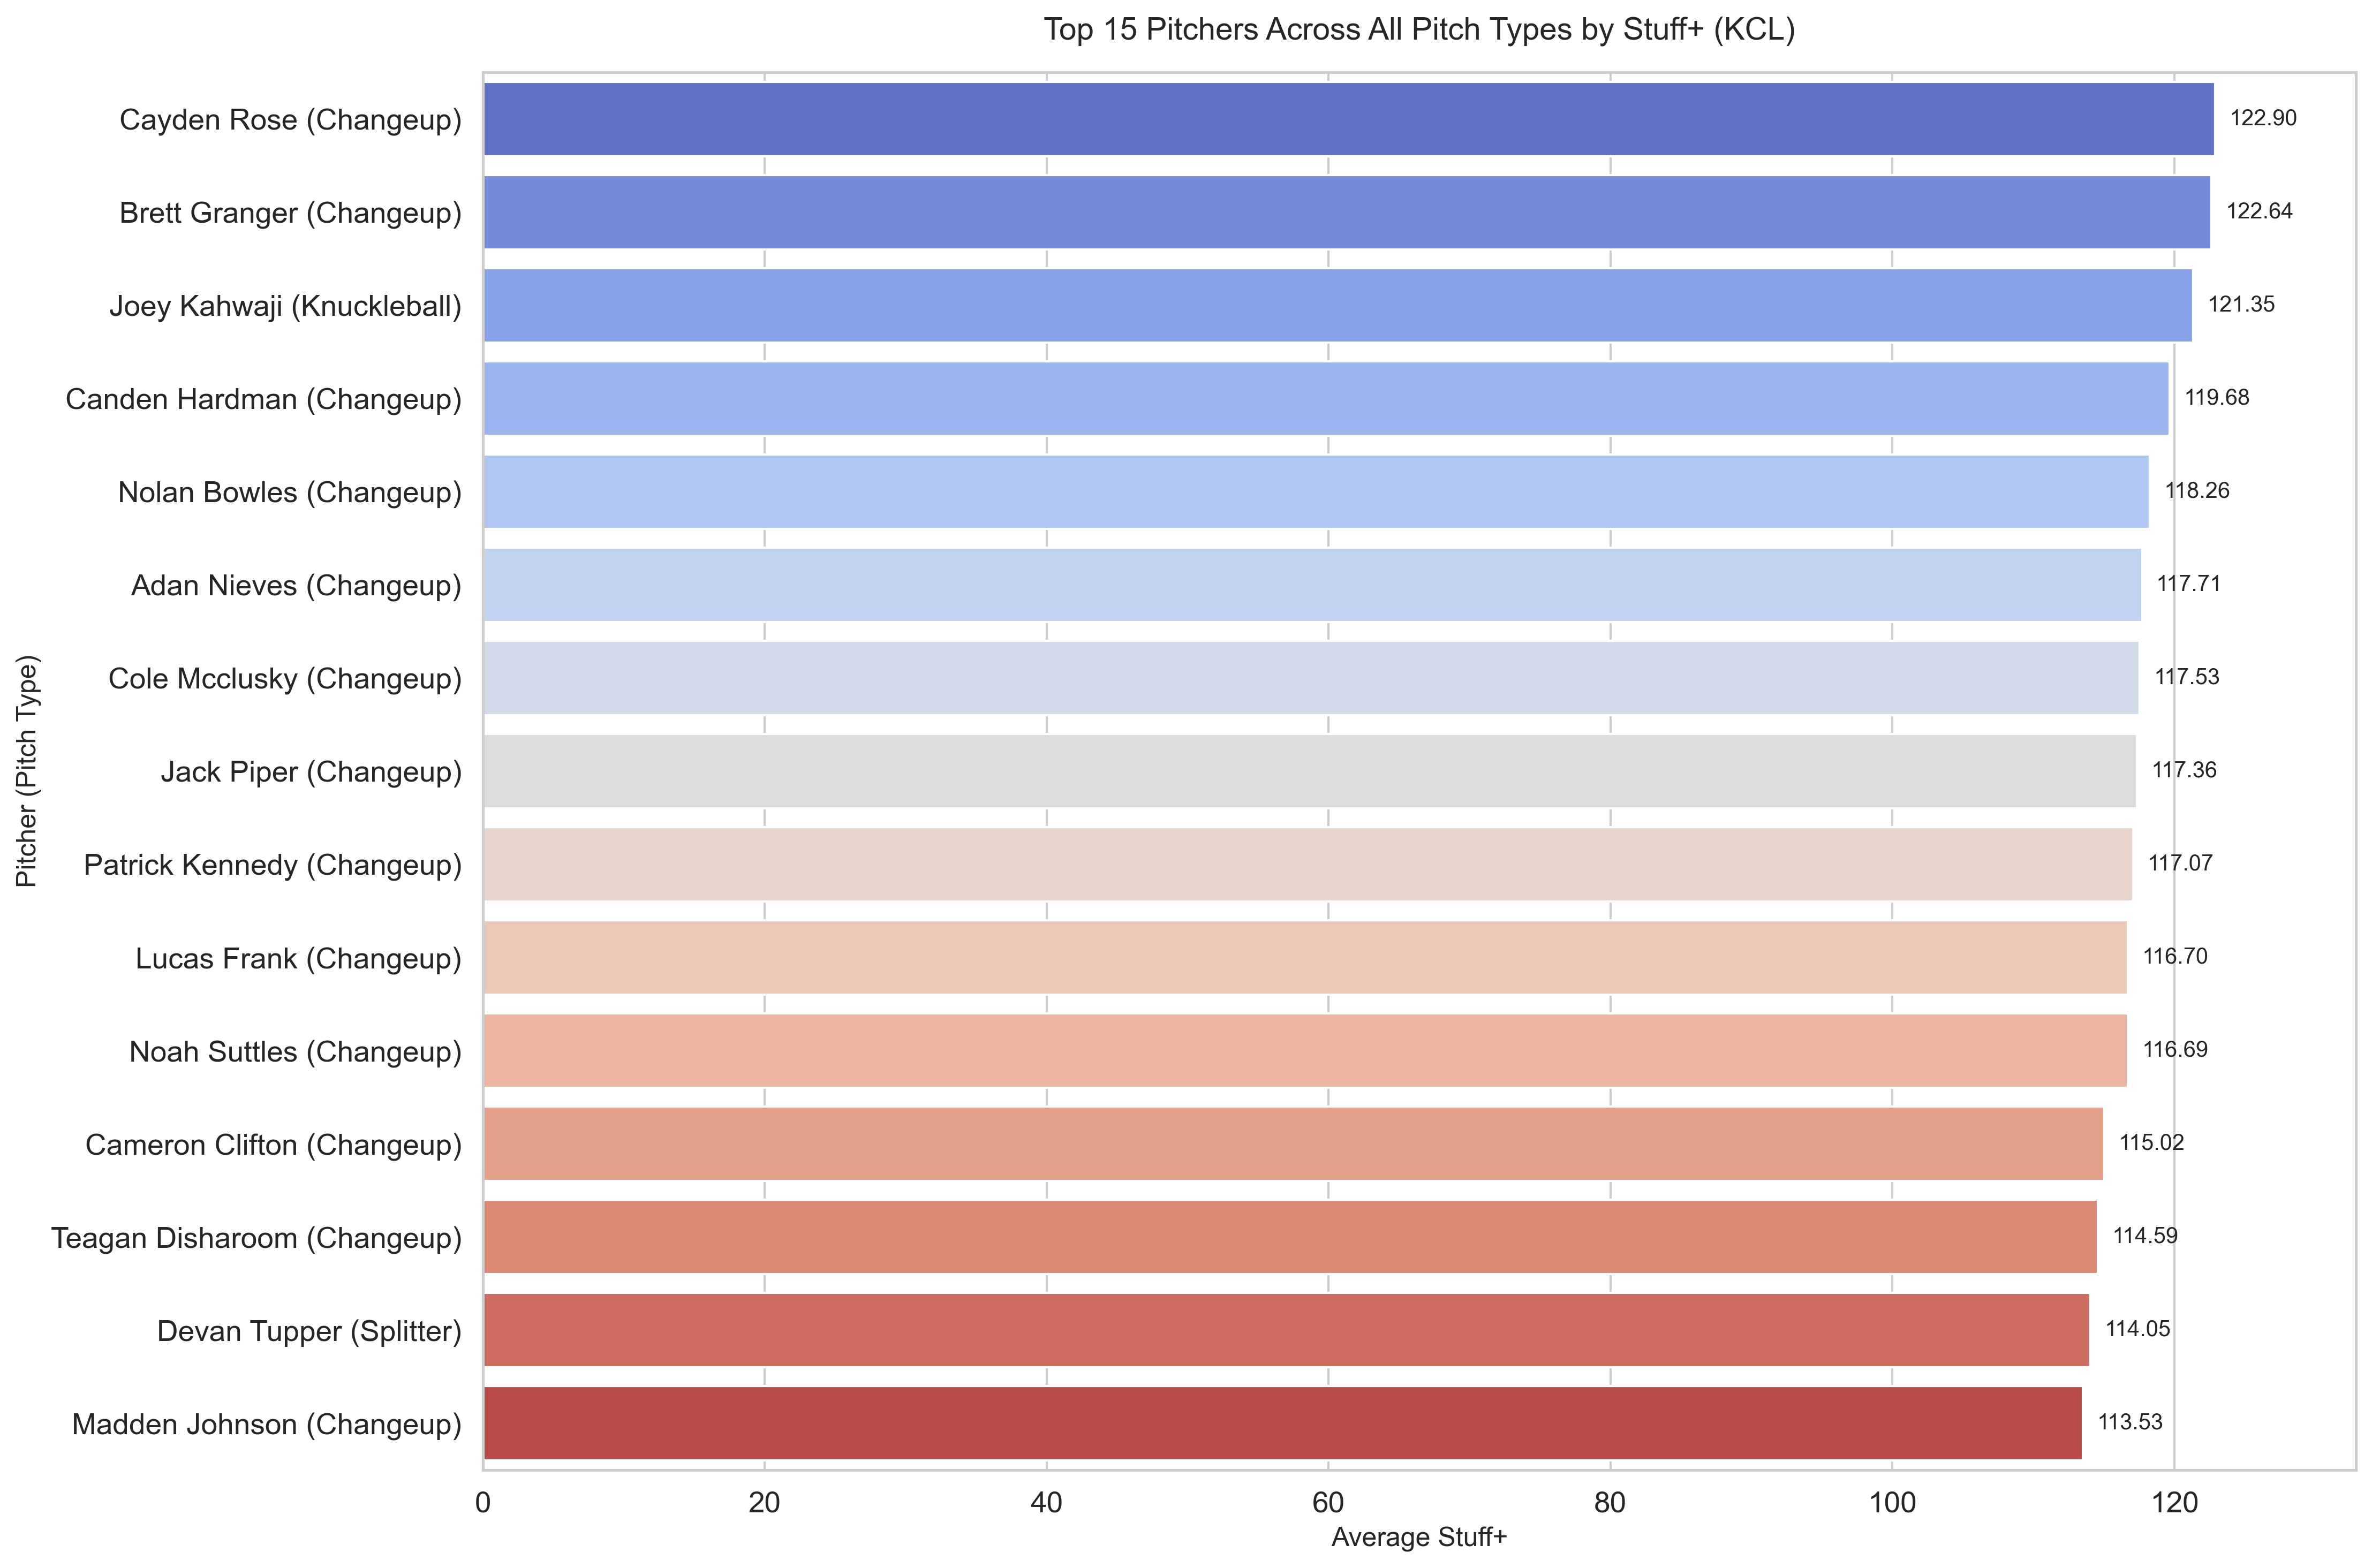 Top 15 Pitchers Across All Pitch Types by Stuff+ (KCL)
Pitcher (Pitch Type)
Cayden Rose (Changeup) 122.90
Brett Granger (Changeup) 122.64
Joey Kahwaji (Knuckleball) 121.35
Canden Hardman (Changeup) 119.68
Nolan Bowles (Changeup) 118.26
Adan Nieves (Changeup) 117.71
Cole Mcclusky (Changeup) 117.53
Jack Piper (Changeup) 117.36
Patrick Kennedy (Changeup) 117.07
Lucas Frank (Changeup) 116.70
Noah Suttles (Changeup) 116.69
Cameron Clifton (Changeup) 115.02
Teagan Disharoom (Changeup) 114.59
Devan Tupper (Splitter) 114.05
Madden Johnson (Changeup) 113.53
0 20 40 60 80 100 120
Average Stuff+